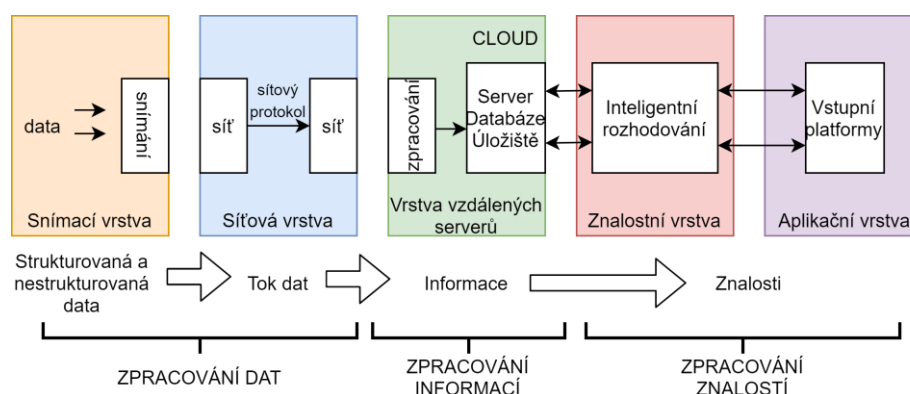 CLOUD
data
snímání
síť
sítový
protokol
síť
zpracování
Server
Databáze
Úložiště
Inteligentní
rozhodování
Vstupní
platformy
Snímací vrstva
Síťová vrstva
Vrstva vzdálených
serverů
Znalostní vrstva
Aplikační vrstva
Strukturovaná a
nestrukturovaná
data
Tok dat
Informace
Znalosti
ZPRACOVÁNÍ DAT
ZPRACOVÁNÍ
INFORMACÍ
ZPRACOVÁNÍ
ZNALOSTÍ